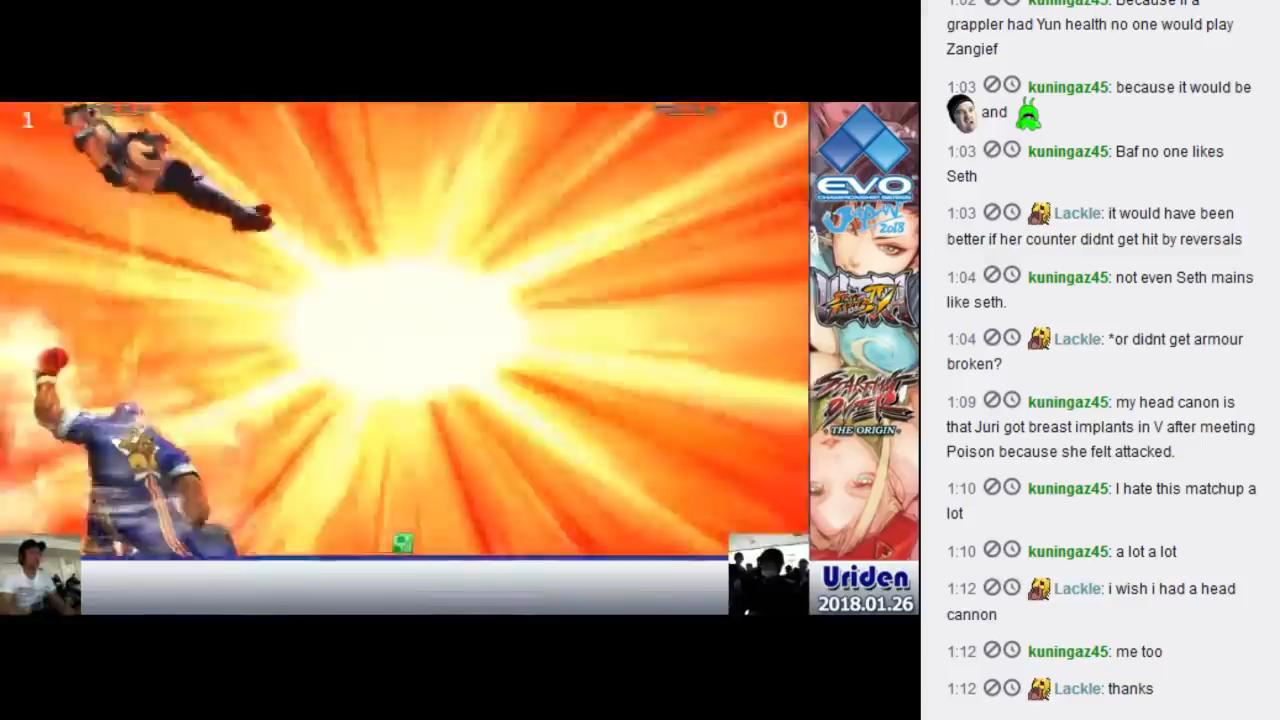 1
0
EVO
CHAMPIONSHIP SERIES
Japan
2018
ULTRA
STREET FIGHTER IV
THE ORIGIN
Uriden
2018.01.26
kuningaz45: Because if a
grappler had Yun health no one would play
Zangief
1:03 kuningaz45: because it would be
and
1:03 kuningaz45: Baf no one likes
Seth
1:03 Lackle: it would have been
better if her counter didnt get hit by reversals
1:04 kuningaz45: not even Seth mains
like seth.
1:04 Lackle: *or didnt get armour
broken?
1:09 kuningaz45: my head canon is
that Juri got breast implants in V after meeting
Poison because she felt attacked.
1:10 kuningaz45: I hate this matchup a
lot
1:10 kuningaz45: a lot a lot
1:12 Lackle: i wish i had a head
cannon
1:12 kuningaz45: me too
1:12 Lackle: thanks